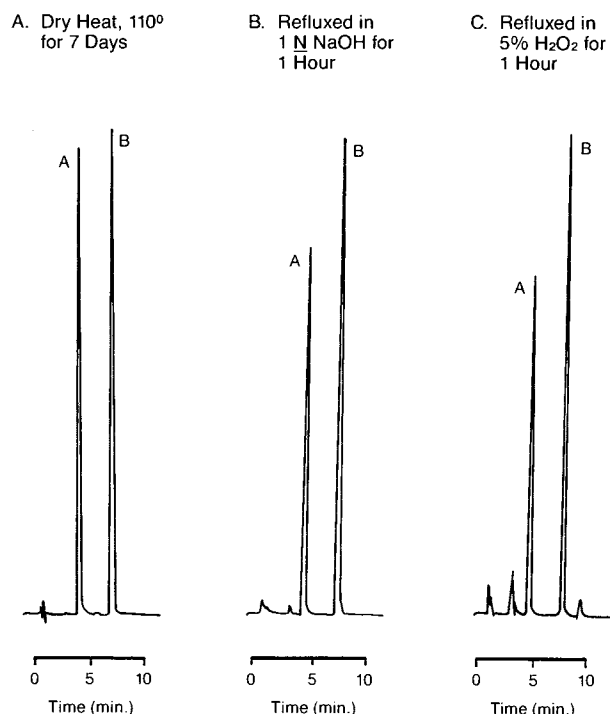 A. Dry Heat, 110º
for 7 Days
B. Refluxed in
1 N NaOH for
1 Hour
C. Refluxed in
5% H₂O₂ for
1 Hour
A
B
A
B
A
B
0 5 10
Time (min.)
0 5 10
Time (min.)
0 5 10
Time (min.)